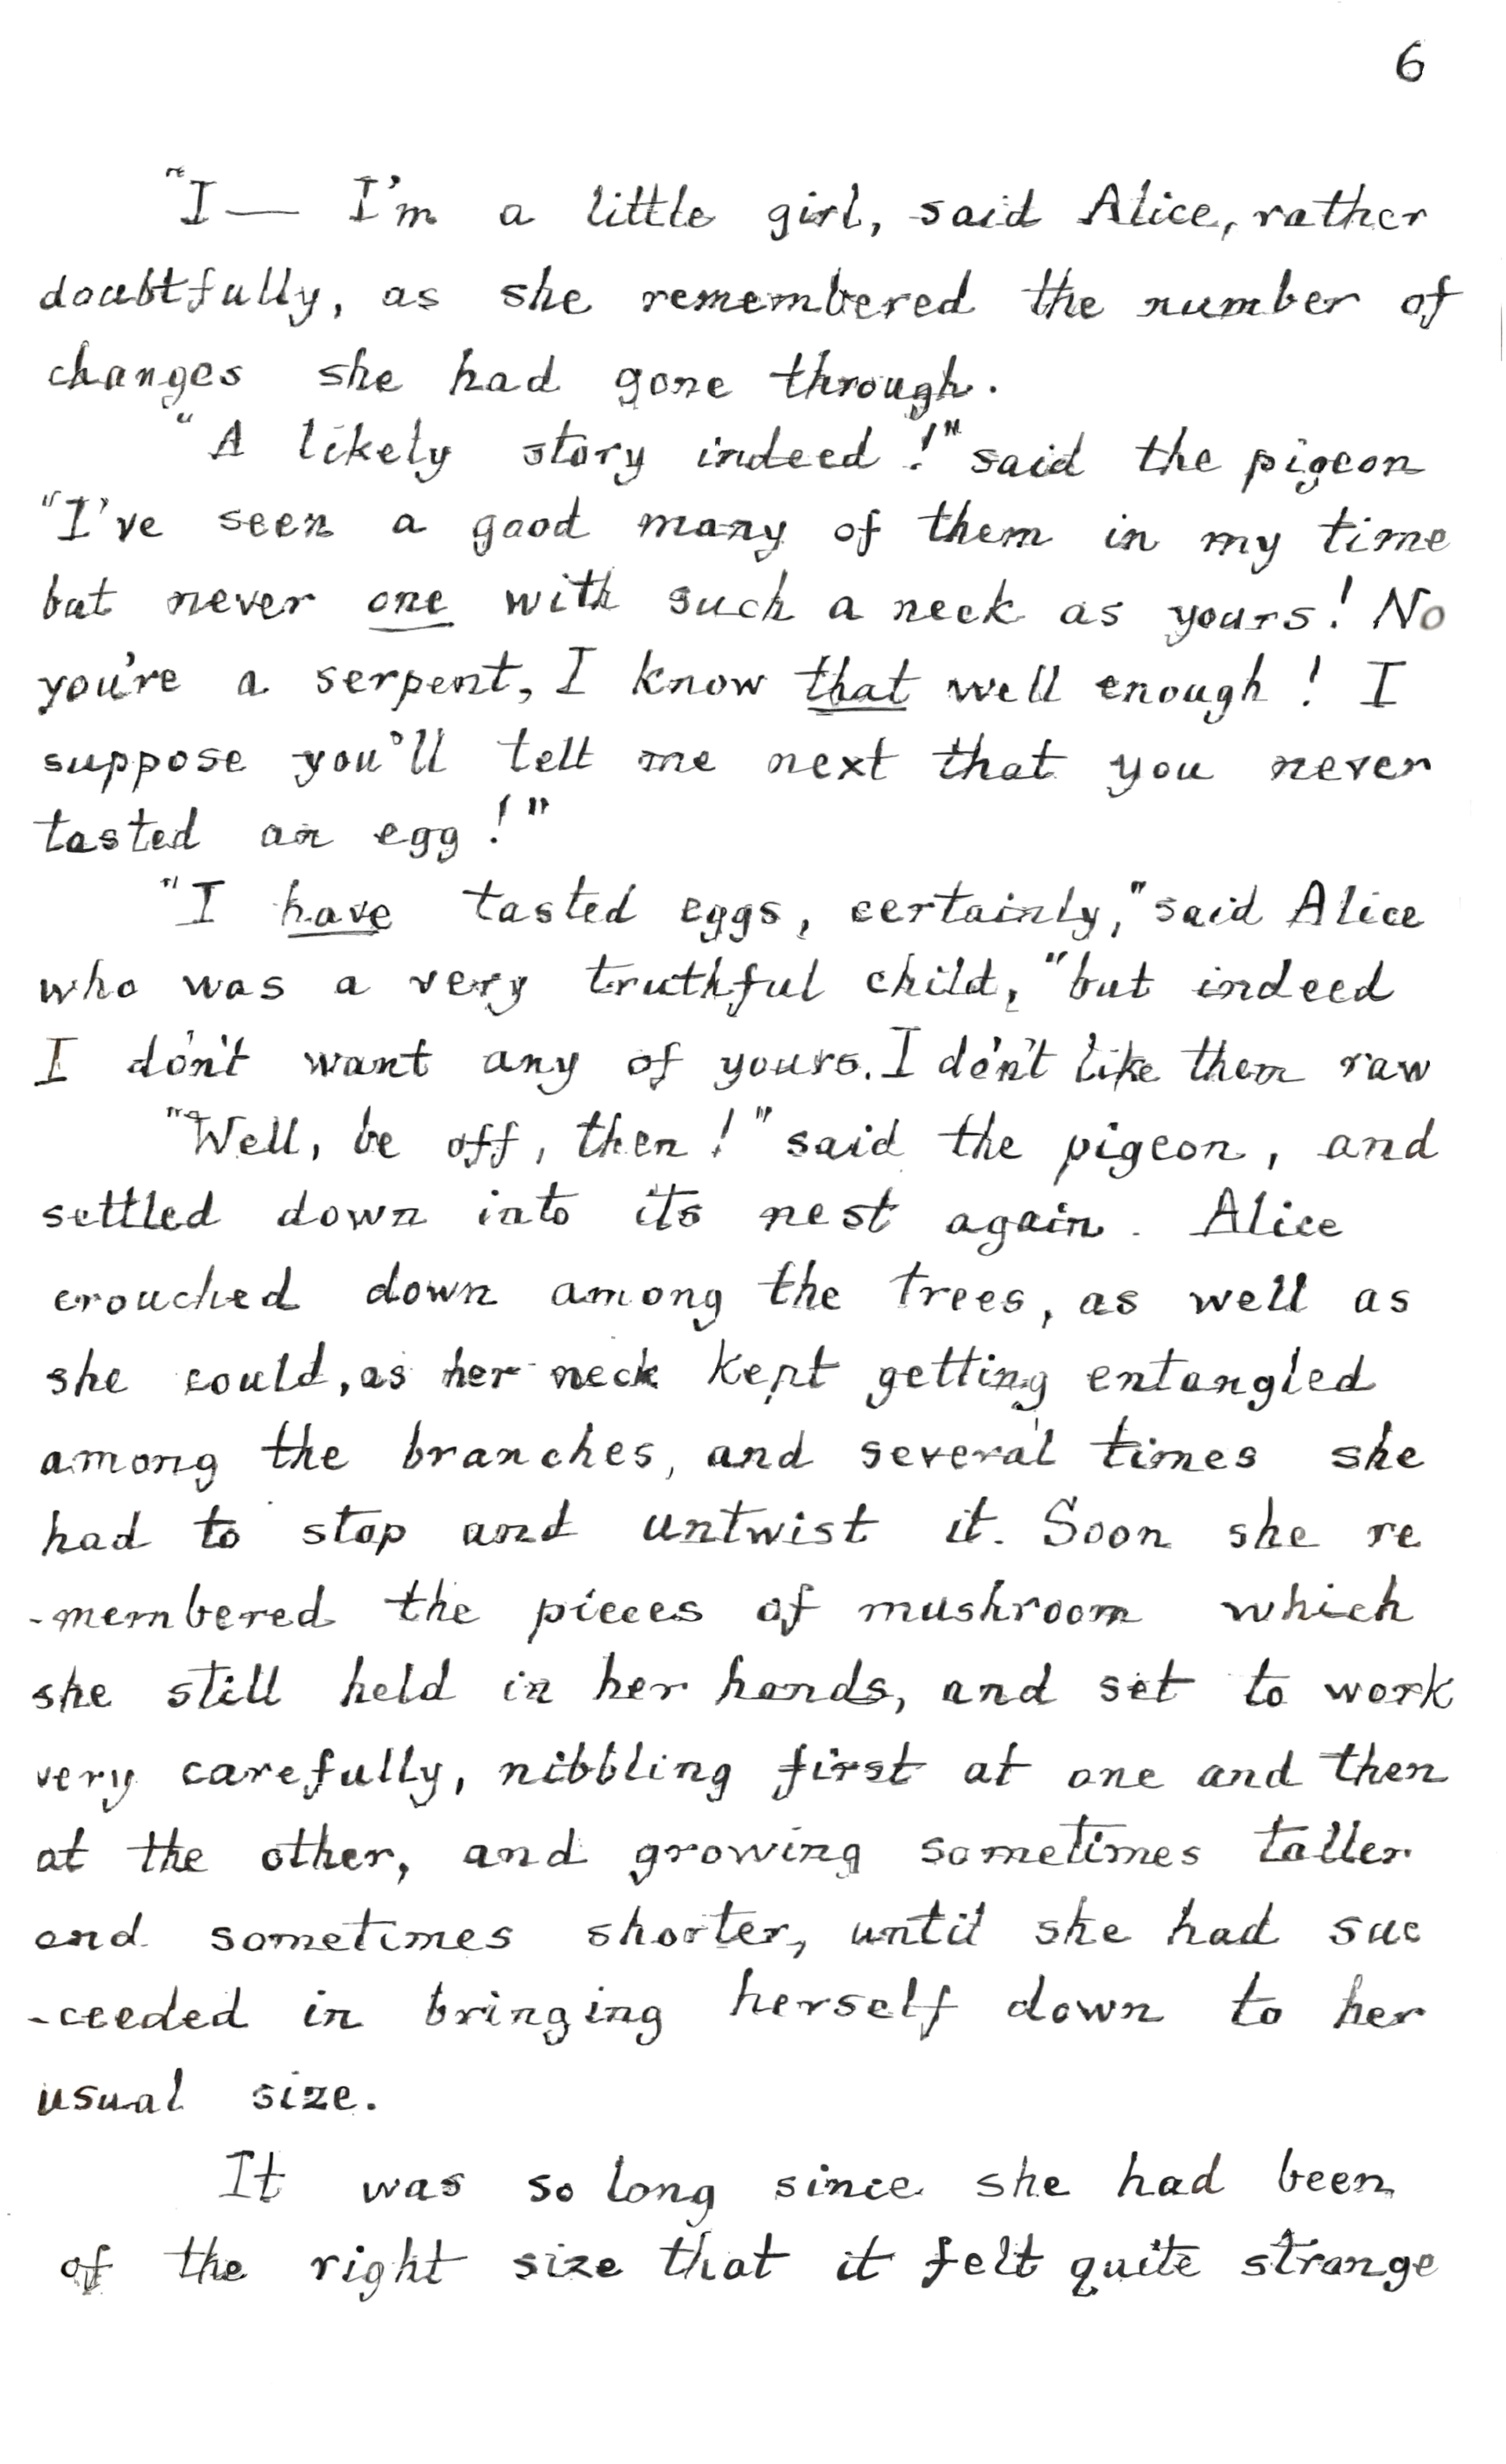 6
"I— I'm a little girl, said Alice, rather
doubtfully, as she remembered the number of
changes she had gone through.
"A likely story indeed!" said the pigeon
"I've seen a good many of them in my time
but never one with such a neck as yours! No
you're a serpent, I know that well enough! I
suppose you'll tell me next that you never
tasted an egg!"
"I have tasted eggs, certainly," said Alice
who was a very truthful child, "but indeed
I don't want any of yours. I don't like them raw
"Well, be off, then!" said the pigeon, and
settled down into its nest again. Alice
crouched down among the trees, as well as
she could, as her neck kept getting entangled
among the branches, and several times she
had to stop and untwist it. Soon she re
-membered the pieces of mushroom which
she still held in her hands, and set to work
very carefully, nibbling first at one and then
at the other, and growing sometimes taller
and sometimes shorter, until she had suc
-ceeded in bringing herself down to her
usual size.
It was so long since she had been
of the right size that it felt quite strange